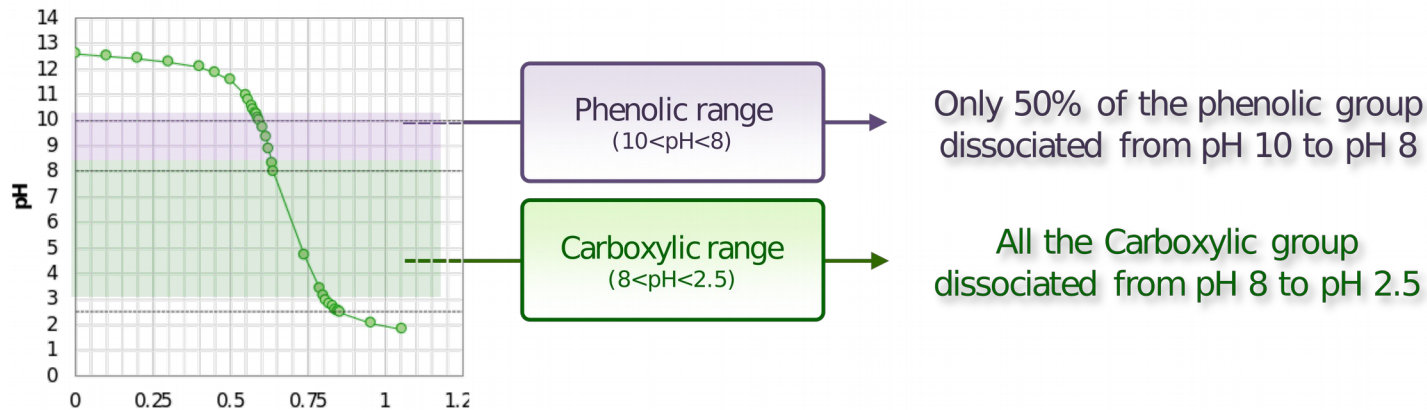 14
13
12
11
10
9
8
7
6
5
4
3
2
1
0
pH
0 0.25 0.5 0.75 1 1.2
Phenolic range
(10<pH<8)
Only 50% of the phenolic group
dissociated from pH 10 to pH 8
Carboxylic range
(8<pH<2.5)
All the Carboxylic group
dissociated from pH 8 to pH 2.5